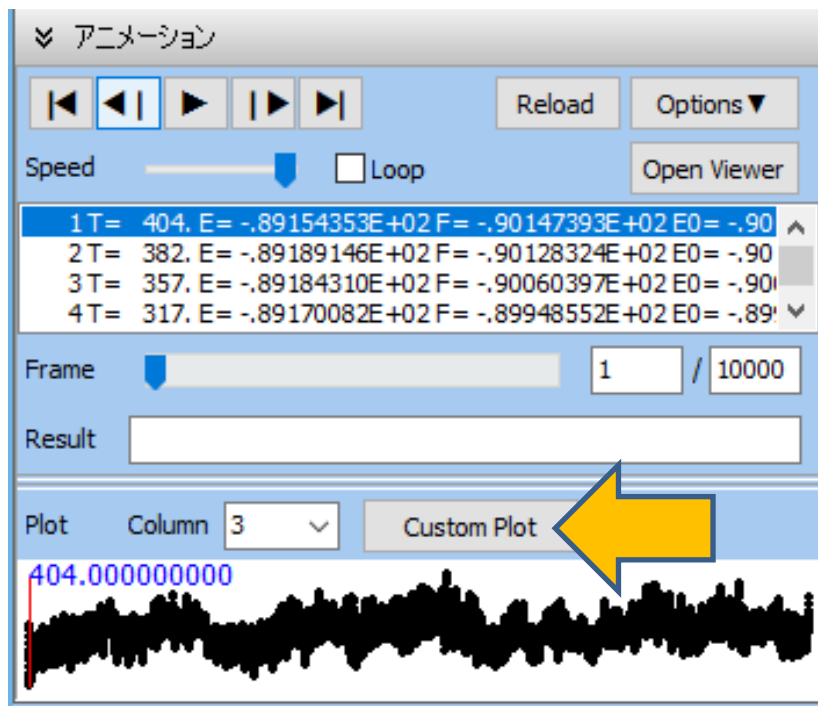 アニメーション
Reload Options▼
Speed Loop Open Viewer
1 T= 404. E= -.89154353E+02 F= -.90147393E+02 E0= -.90
2 T= 382. E= -.89189146E+02 F= -.90128324E+02 E0= -.90
3 T= 357. E= -.89184310E+02 F= -.90060397E+02 E0= -.90
4 T= 317. E= -.89170082E+02 F= -.89948552E+02 E0= -.89
Frame 1 / 10000
Result
Plot Column 3 Custom Plot
404.000000000